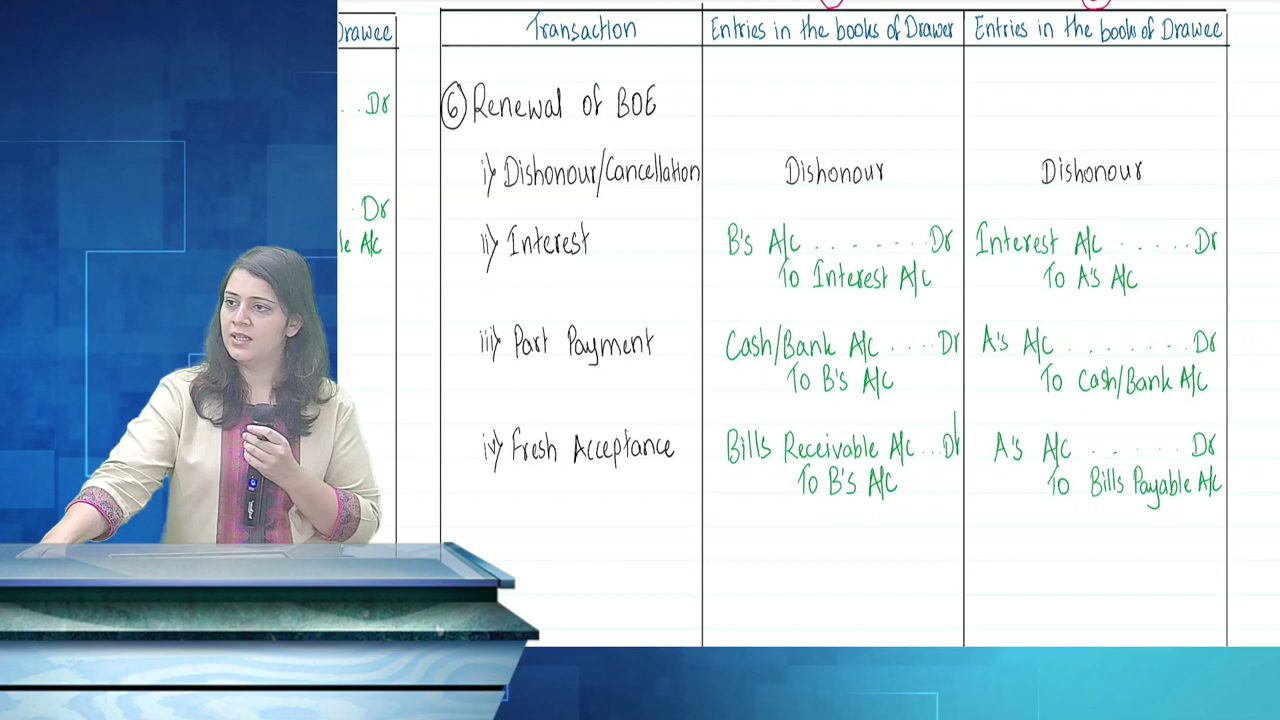 Drawee
. . Dr
. Dr
le A/c
Transaction
Entries in the books of Drawer
Entries in the books of Drawee
6 Renewal of BOE
i) Dishonour/Cancellation
Dishonour
Dishonour
ii) Interest
B's A/c . . . . . . . Dr
To Interest A/c
Interest A/c . . . . . Dr
To A's A/c
iii) Part Payment
Cash/Bank A/c . . . . Dr
To B's A/c
A's A/c . . . . . . . Dr
To Cash/Bank A/c
iv) Fresh Acceptance
Bills Receivable A/c . . . Dr
To B's A/c
A's A/c . . . . . Dr
To Bills Payable A/c